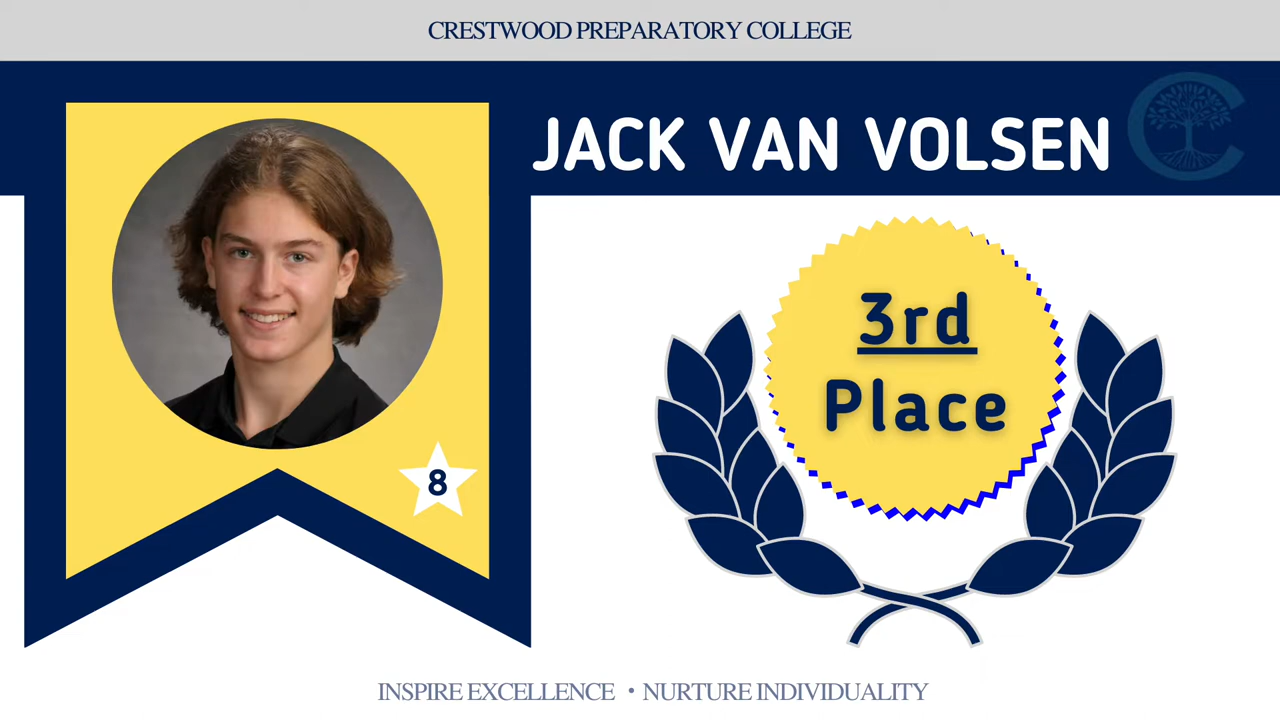 CRESTWOOD PREPARATORY COLLEGE
JACK VAN VOLSEN
3rd
Place
8
INSPIRE EXCELLENCE • NURTURE INDIVIDUALITY